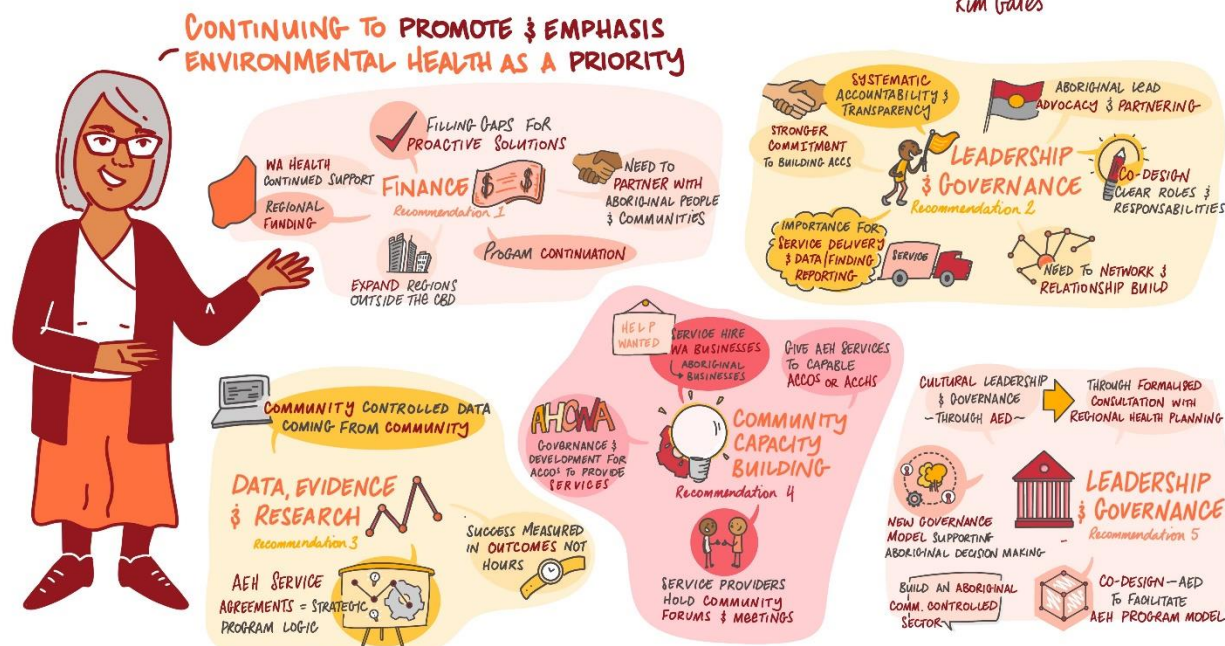 Kim Gates
CONTINUING TO PROMOTE & EMPHASIS
ENVIRONMENTAL HEALTH AS A PRIORITY
FILLING GAPS FOR
PROACTIVE SOLUTIONS
WA HEALTH
CONTINUED SUPPORT
REGIONAL
FUNDING
FINANCE
Recommendation 1
$ $
NEED TO
PARTNER WITH
ABORIGINAL PEOPLE
& COMMUNITIES
EXPAND REGIONS
OUTSIDE THE CBD
PROGAM CONTINUATION
SYSTEMATIC
ACCOUNTABILITY &
TRANSPARENCY
ABORIGINAL LEAD
ADVOCACY & PARTNERING
STRONGER
COMMITMENT
TO BUILDING ACCS
LEADERSHIP
& GOVERNANCE
Recommendation 2
CO-DESIGN
CLEAR ROLES &
RESPONSABILITIES
IMPORTANCE FOR
SERVICE DELIVERY
& DATA/FINDING
REPORTING
SERVICE
NEED TO NETWORK &
RELATIONSHIP BUILD
COMMUNITY CONTROLLED DATA
COMING FROM COMMUNITY
DATA, EVIDENCE
& RESEARCH
Recommendation 3
SUCCESS MEASURED
IN OUTCOMES NOT
HOURS
AEH SERVICE
AGREEMENTS = STRATEGIC
PROGRAM LOGIC
HELP
WANTED
SERVICE HIRE
WA BUSINESSES
ABORIGINAL
BUSINESSES
GIVE AEH SERVICES
TO CAPABLE
ACCOS OR ACCHS
AHCWA
GOVERNANCE &
DEVELOPMENT FOR
ACCOS TO PROVIDE
SERVICES
COMMUNITY
CAPACITY
BUILDING
Recommendation 4
SERVICE PROVIDERS
HOLD COMMUNITY
FORUMS & MEETINGS
CULTURAL LEADERSHIP
& GOVERNANCE
~THROUGH AED~
THROUGH FORMALISED
CONSULTATION WITH
REGIONAL HEALTH PLANNING
NEW GOVERNANCE
MODEL SUPPORTING
ABORIGINAL DECISION MAKING
LEADERSHIP
& GOVERNANCE
Recommendation 5
BUILD AN ABORIGINAL
COMM. CONTROLLED
SECTOR
CO-DESIGN—AED
TO FACILITATE
AEH PROGRAM MODEL